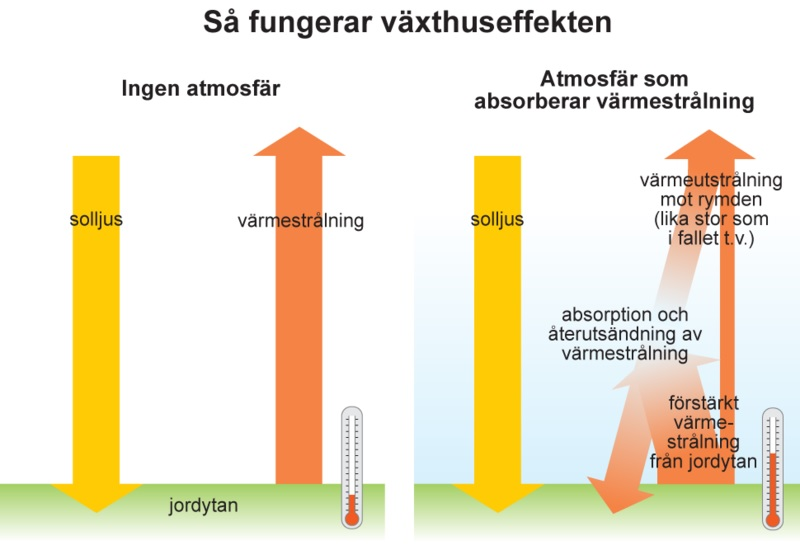 Så fungerar växthuseffekten
Ingen atmosfär
solljus
värmestrålning
jordytan
Atmosfär som
absorberar värmestrålning
solljus
värmeutstrålning
mot rymden
(lika stor som
i fallet t.v.)
absorption och
återutsändning av
värmestrålning
förstärkt
värme-
strålning
från jordytan